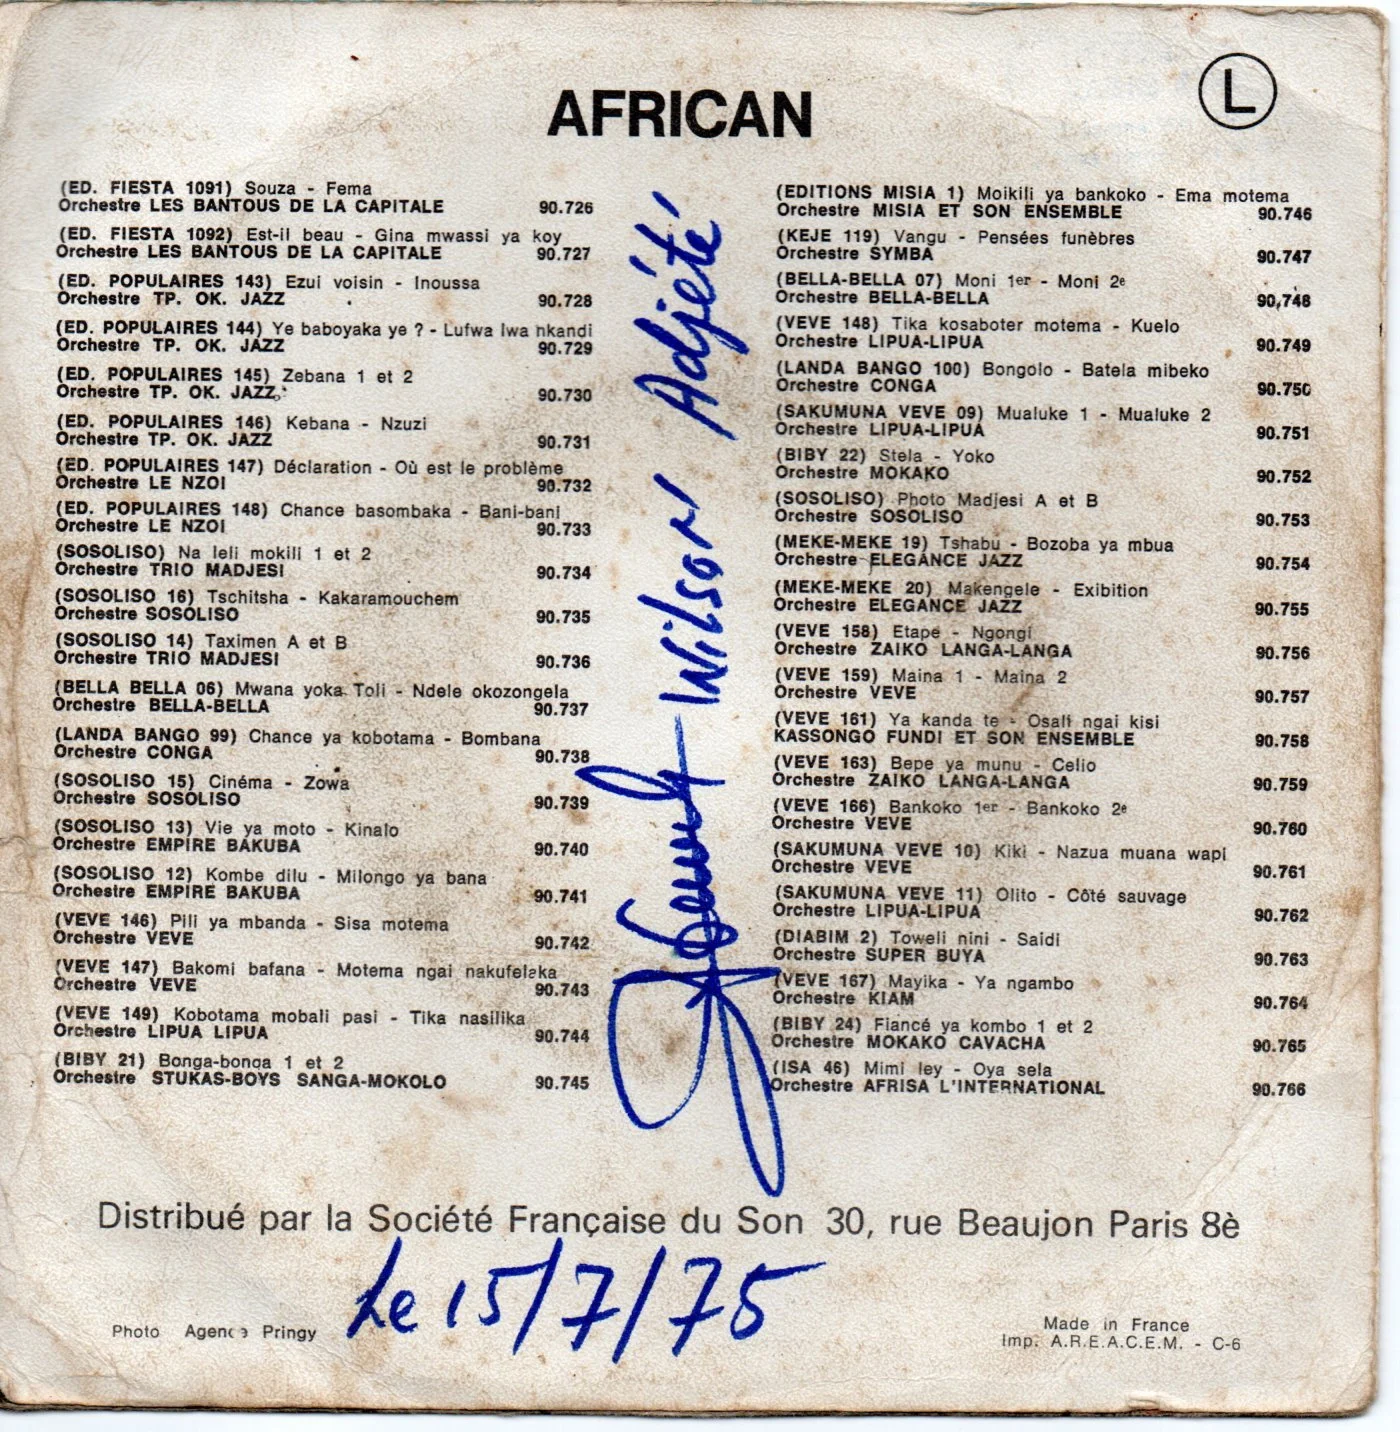 AFRICAN
L
(ED. FIESTA 1091) Souza - Fema
Orchestre LES BANTOUS DE LA CAPITALE 90.726
(ED. FIESTA 1092) Est-il beau - Gina mwassi ya koy
Orchestre LES BANTOUS DE LA CAPITALE 90.727
(ED. POPULAIRES 143) Ezui voisin - Inoussa
Orchestre TP. OK. JAZZ 90.728
(ED. POPULAIRES 144) Ye baboyaka ye ? - Lufwa lwa nkandi
Orchestre TP. OK. JAZZ 90.729
(ED. POPULAIRES 145) Zebana 1 et 2
Orchestre TP. OK. JAZZ 90.730
(ED. POPULAIRES 146) Kebana - Nzuzi
Orchestre TP. OK. JAZZ 90.731
(ED. POPULAIRES 147) Déclaration - Où est le problème
Orchestre LE NZOI 90.732
(ED. POPULAIRES 148) Chance basombaka - Bani-bani
Orchestre LE NZOI 90.733
(SOSOLISO) Na leli mokili 1 et 2
Orchestre TRIO MADJESI 90.734
(SOSOLISO 16) Tschitsha - Kakaramouchem
Orchestre SOSOLISO 90.735
(SOSOLISO 14) Taximen A et B
Orchestre TRIO MADJESI 90.736
(BELLA BELLA 06) Mwana yoka Toli - Ndele okozongela
Orchestre BELLA-BELLA 90.737
(LANDA BANGO 99) Chance ya kobotama - Bombana
Orchestre CONGA 90.738
(SOSOLISO 15) Cinéma - Zowa
Orchestre SOSOLISO 90.739
(SOSOLISO 13) Vie ya moto - Kinalo
Orchestre EMPIRE BAKUBA 90.740
(SOSOLISO 12) Kombe dilu - Milongo ya bana
Orchestre EMPIRE BAKUBA 90.741
(VEVE 146) Pili ya mbanda - Sisa motema
Orchestre VEVE 90.742
(VEVE 147) Bakomi bafana - Motema ngai nakufelaka
Orchestre VEVE 90.743
(VEVE 149) Kobotama mobali pasi - Tika nasilika
Orchestre LIPUA LIPUA 90.744
(BIBY 21) Bonga-bonga 1 et 2
Orchestre STUKAS-BOYS SANGA-MOKOLO 90.745
(EDITIONS MISIA 1) Moikili ya bankoko - Ema motema
Orchestre MISIA ET SON ENSEMBLE 90.746
(KEJE 119) Vangu - Pensées funèbres
Orchestre SYMBA 90.747
(BELLA-BELLA 07) Moni 1er - Moni 2e
Orchestre BELLA-BELLA 90.748
(VEVE 148) Tika kosaboter motema - Kuelo
Orchestre LIPUA-LIPUA 90.749
(LANDA BANGO 100) Bongolo - Batela mibeko
Orchestre CONGA 90.750
(SAKUMUNA VEVE 09) Mualuke 1 - Mualuke 2
Orchestre LIPUA-LIPUA 90.751
(BIBY 22) Stela - Yoko
Orchestre MOKAKO 90.752
(SOSOLISO) Photo Madjesi A et B
Orchestre SOSOLISO 90.753
(MEKE-MEKE 19) Tshabu - Bozoba ya mbua
Orchestre ELEGANCE JAZZ 90.754
(MEKE-MEKE 20) Makengele - Exibition
Orchestre ELEGANCE JAZZ 90.755
(VEVE 158) Etape - Ngongi
Orchestre ZAIKO LANGA-LANGA 90.756
(VEVE 159) Maina 1 - Maina 2
Orchestre VEVE 90.757
(VEVE 161) Ya kanda te - Osali ngai kisi
KASSONGO FUNDI ET SON ENSEMBLE 90.758
(VEVE 163) Bepe ya munu - Celio
Orchestre ZAIKO LANGA-LANGA 90.759
(VEVE 166) Bankoko 1er - Bankoko 2e
Orchestre VEVE 90.760
(SAKUMUNA VEVE 10) Kiki - Nazua muana wapi
Orchestre VEVE 90.761
(SAKUMUNA VEVE 11) Olito - Côté sauvage
Orchestre LIPUA-LIPUA 90.762
(DIABIM 2) Toweli nini - Saidi
Orchestre SUPER BUYA 90.763
(VEVE 167) Mayika - Ya ngambo
Orchestre KIAM 90.764
(BIBY 24) Fiancé ya kombo 1 et 2
Orchestre MOKAKO CAVACHA 90.765
(ISA 46) Mimi ley - Oya sela
Orchestre AFRISA L'INTERNATIONAL 90.766
Wilson Adjété
Distribué par la Société Française du Son 30, rue Beaujon Paris 8è
Le 15/7/75
Photo Agence Pringy
Made in France
Imp. A.R.E.A.C.E.M. - C-6